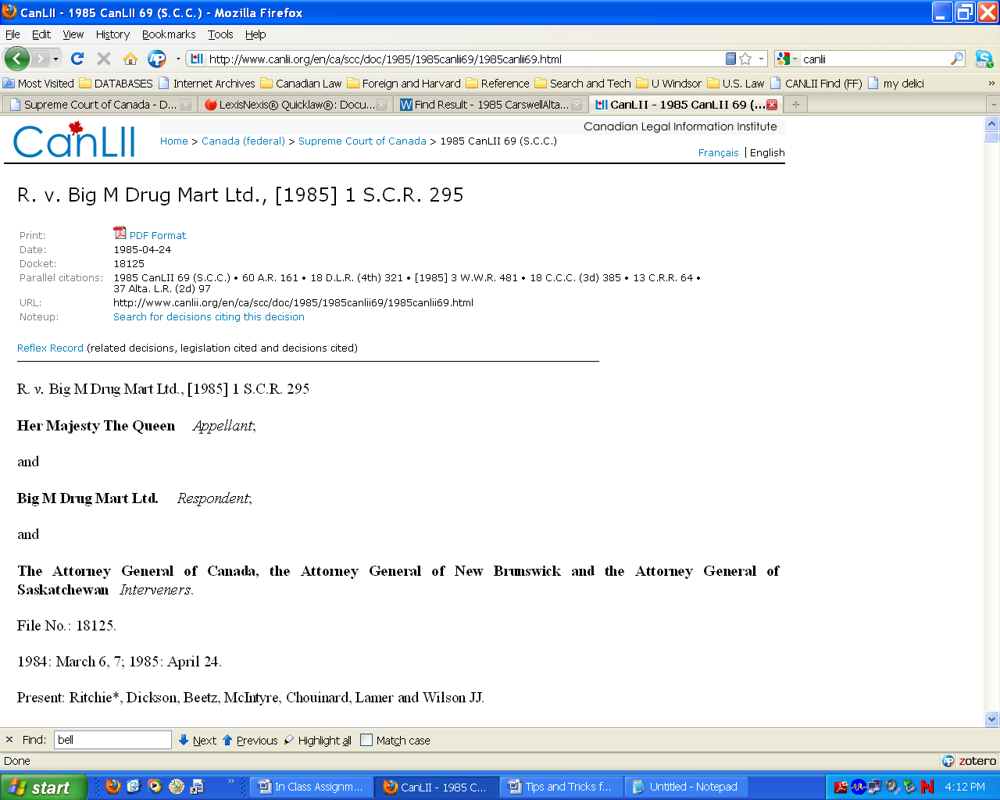 CanLII - 1985 CanLII 69 (S.C.C.) - Mozilla Firefox
File Edit View History Bookmarks Tools Help
http://www.canlii.org/en/ca/scc/doc/1985/1985canlii69/1985canlii69.html canlii
Most Visited DATABASES Internet Archives Canadian Law Foreign and Harvard Reference Search and Tech U Windsor U.S. Law CANLII Find (FF) my delici »
Supreme Court of Canada - D... LexisNexis® Quicklaw®: Docu... Find Result - 1985 CarswellAlta... CanLII - 1985 CanLII 69 (...
CanLII
Canadian Legal Information Institute
Home > Canada (federal) > Supreme Court of Canada > 1985 CanLII 69 (S.C.C.)
Français | English
R. v. Big M Drug Mart Ltd., [1985] 1 S.C.R. 295
Print: PDF Format
Date: 1985-04-24
Docket: 18125
Parallel citations: 1985 CanLII 69 (S.C.C.) • 60 A.R. 161 • 18 D.L.R. (4th) 321 • [1985] 3 W.W.R. 481 • 18 C.C.C. (3d) 385 • 13 C.R.R. 64 •
37 Alta. L.R. (2d) 97
URL: http://www.canlii.org/en/ca/scc/doc/1985/1985canlii69/1985canlii69.html
Noteup: Search for decisions citing this decision
Reflex Record (related decisions, legislation cited and decisions cited)
R. v. Big M Drug Mart Ltd., [1985] 1 S.C.R. 295
Her Majesty The Queen Appellant;
and
Big M Drug Mart Ltd. Respondent;
and
The Attorney General of Canada, the Attorney General of New Brunswick and the Attorney General of
Saskatchewan Interveners.
File No.: 18125.
1984: March 6, 7; 1985: April 24.
Present: Ritchie*, Dickson, Beetz, McIntyre, Chouinard, Lamer and Wilson JJ.
Find: bell Next Previous Highlight all Match case
Done zotero
start In Class Assignm... CanLII - 1985 C... Tips and Tricks f... Untitled - Notepad 4:12 PM